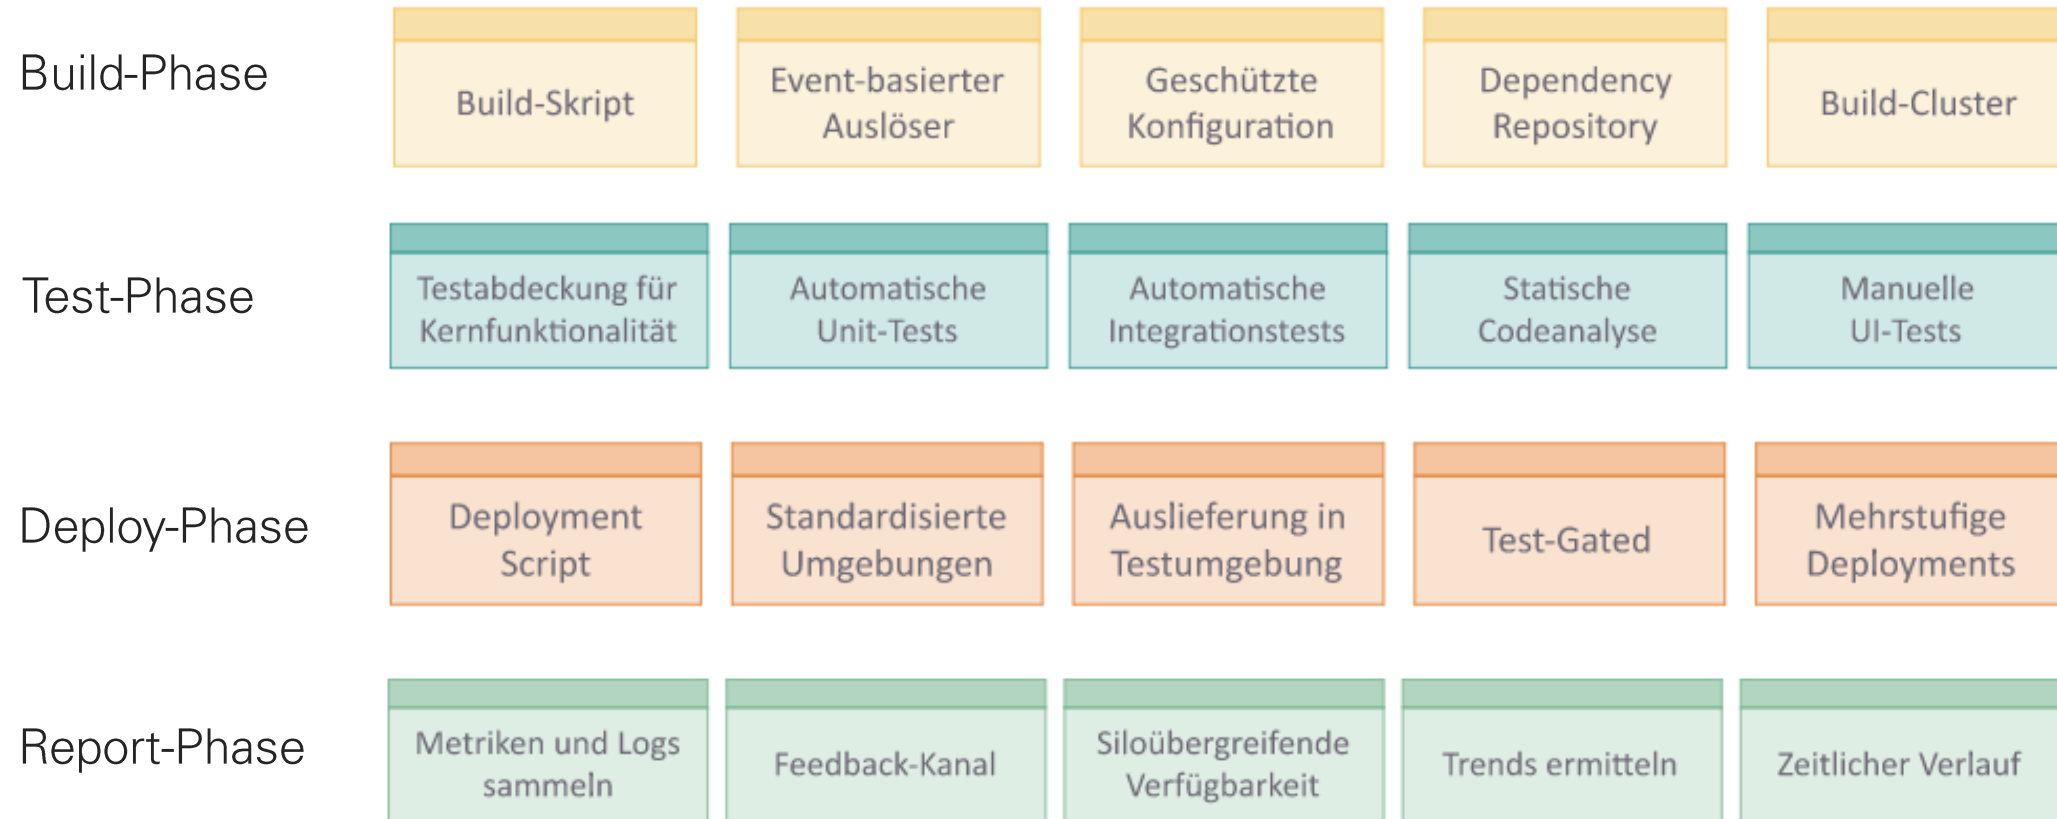 Build-Phase
Build-Skript
Event-basierter
Auslöser
Geschützte
Konfiguration
Dependency
Repository
Build-Cluster
Test-Phase
Testabdeckung für
Kernfunktionalität
Automatische
Unit-Tests
Automatische
Integrationstests
Statische
Codeanalyse
Manuelle
UI-Tests
Deploy-Phase
Deployment
Script
Standardisierte
Umgebungen
Auslieferung in
Testumgebung
Test-Gated
Mehrstufige
Deployments
Report-Phase
Metriken und Logs
sammeln
Feedback-Kanal
Siloübergreifende
Verfügbarkeit
Trends ermitteln
Zeitlicher Verlauf